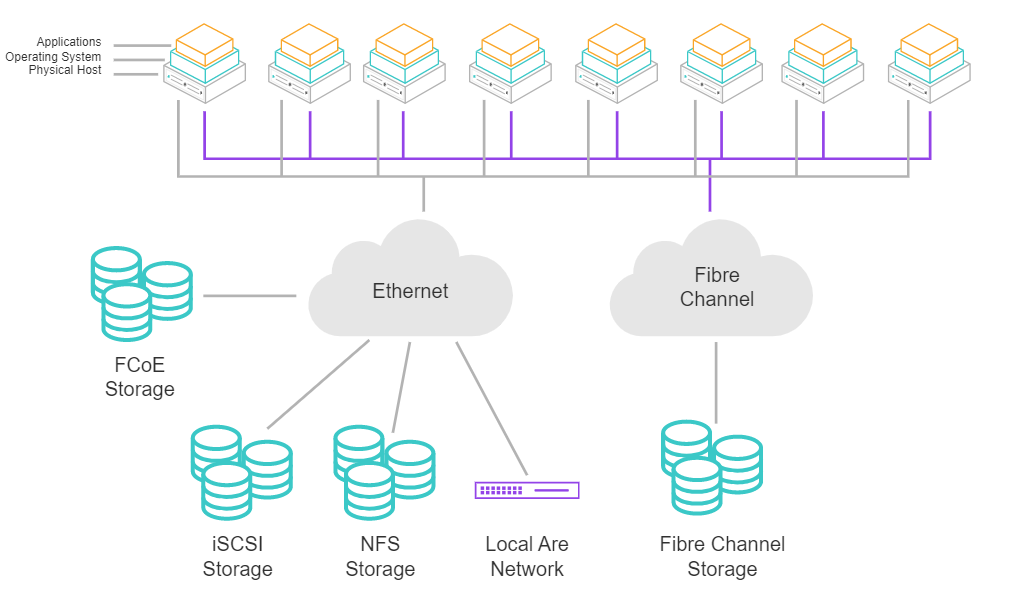 Applications
Operating System
Physical Host
Ethernet
Fibre
Channel
FCoE
Storage
iSCSI
Storage
NFS
Storage
Local Are
Network
Fibre Channel
Storage